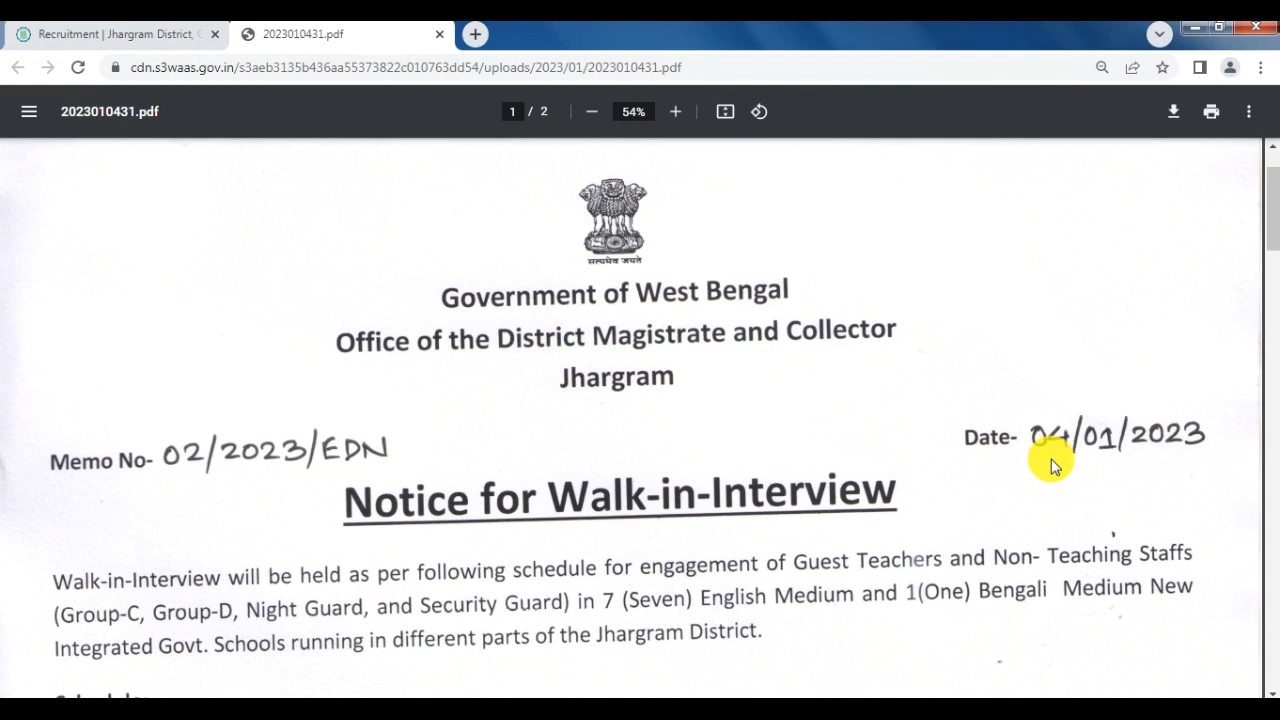 Recruitment | Jhargram District,
2023010431.pdf
cdn.s3waas.gov.in/s3aeb3135b436aa55373822c010763dd54/uploads/2023/01/2023010431.pdf
2023010431.pdf
1 / 2
54%
सत्यमेव जयते
Government of West Bengal
Office of the District Magistrate and Collector
Jhargram
Memo No- 02/2023/EDN
Date- 04/01/2023
Notice for Walk-in-Interview
Walk-in-Interview will be held as per following schedule for engagement of Guest Teachers and Non- Teaching Staffs
(Group-C, Group-D, Night Guard, and Security Guard) in 7 (Seven) English Medium and 1(One) Bengali Medium New
Integrated Govt. Schools running in different parts of the Jhargram District.